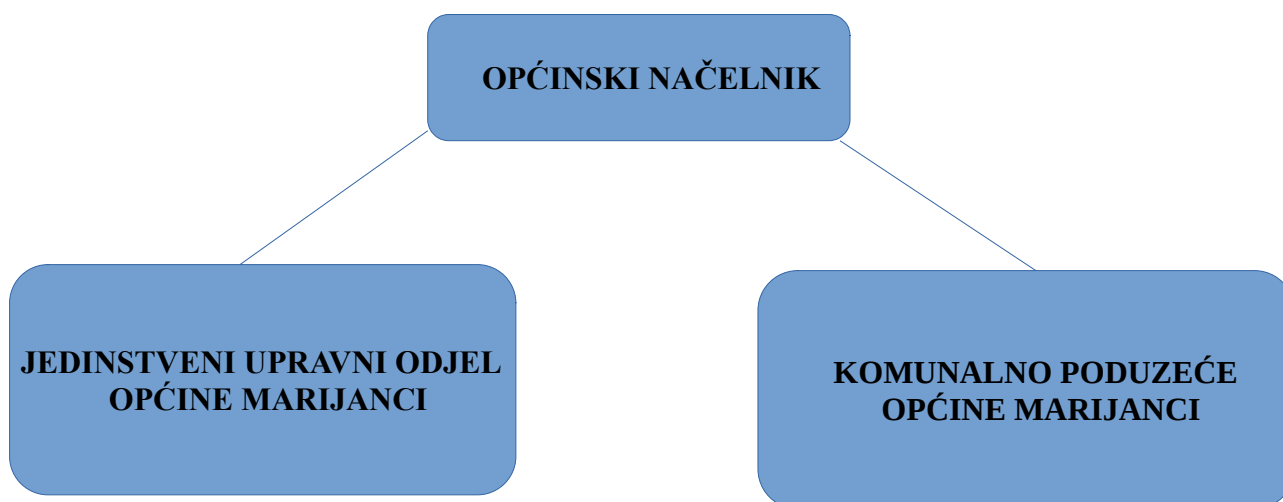 OPĆINSKI NAČELNIK
JEDINSTVENI UPRAVNI ODJEL
OPĆINE MARIJANCI
KOMUNALNO PODUZEĆE
OPĆINE MARIJANCI